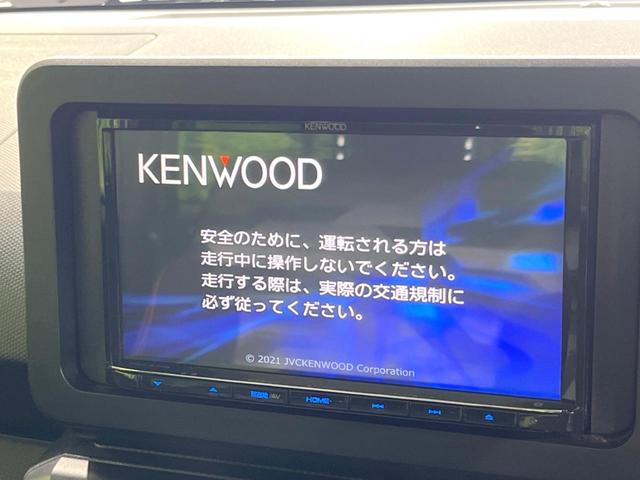 KENWOOD
KENWOOD
安全のために、運転される方は
走行中に操作しないでください。
走行する際は、実際の交通規制に
必ず従ってください。
© 2021 JVCKENWOOD Corporation
/AV
HOME